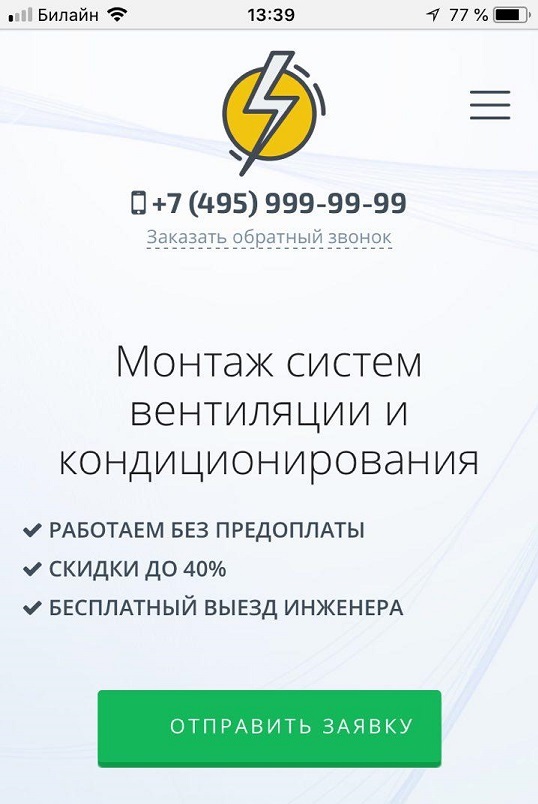 Билайн 13:39 77 %
+7 (495) 999-99-99
Заказать обратный звонок
Монтаж систем
вентиляции и
кондиционирования
РАБОТАЕМ БЕЗ ПРЕДОПЛАТЫ
СКИДКИ ДО 40%
БЕСПЛАТНЫЙ ВЫЕЗД ИНЖЕНЕРА
ОТПРАВИТЬ ЗАЯВКУ